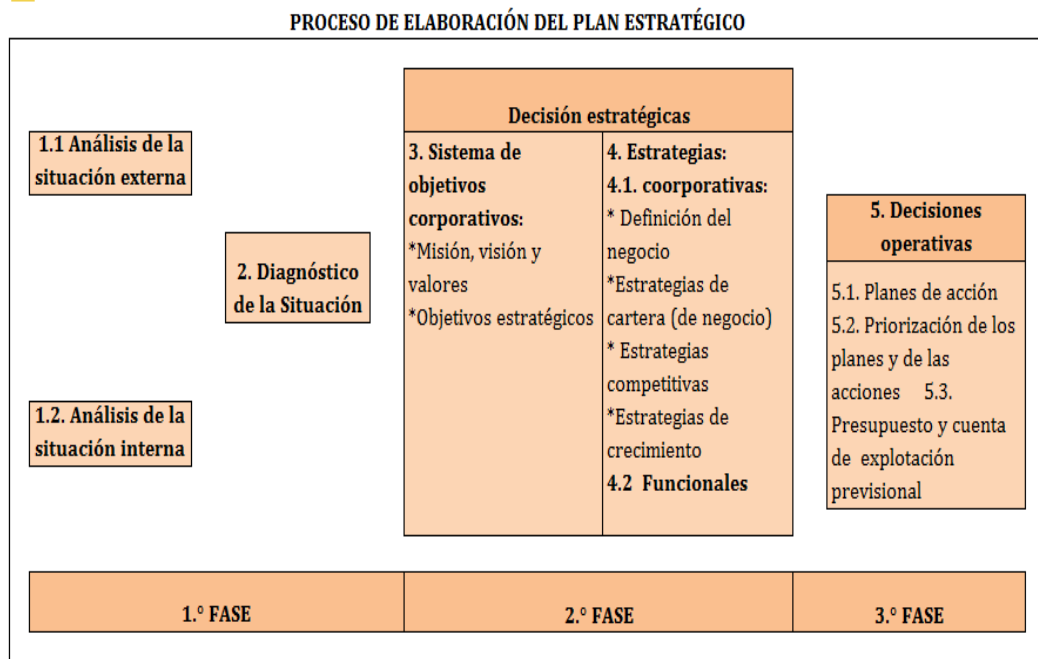 PROCESO DE ELABORACIÓN DEL PLAN ESTRATÉGICO
1.1 Análisis de la
situación externa
1.2. Análisis de la
situación interna
2. Diagnóstico
de la Situación
Decisión estratégicas
3. Sistema de
objetivos
corporativos:
*Misión, visión y
valores
*Objetivos estratégicos
4. Estrategias:
4.1. coorporativas:
* Definición del
negocio
*Estrategias de
cartera (de negocio)
* Estrategias
competitivas
*Estrategias de
crecimiento
4.2 Funcionales
5. Decisiones
operativas
5.1. Planes de acción
5.2. Priorización de los
planes y de las
acciones 5.3.
Presupuesto y cuenta
de explotación
previsional
1.º FASE
2.º FASE
3.º FASE